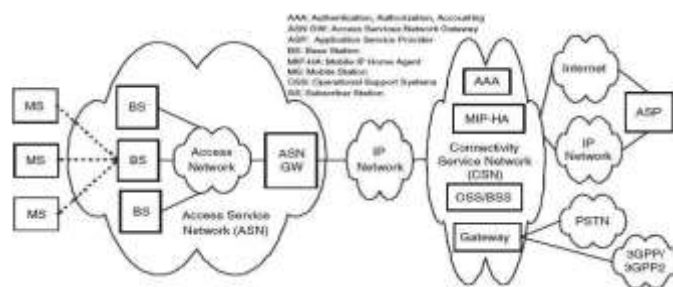 AAA: Authentication, Authorization, Accounting
ASN GW: Access Services Network Gateway
ASP: Application Service Provider
BS: Base Station
MIP-HA: Mobile IP Home Agent
MS: Mobile Station
OSS: Operational Support Systems
SS: Subscriber Station
MS
MS
MS
BS
BS
BS
Access
Network
ASN
GW
Access Service
Network (ASN)
IP
Network
AAA
MIP-HA
Connectivity
Service Network
(CSN)
OSS/BSS
Gateway
Internet
IP
Network
ASP
PSTN
3GPP/
3GPP2